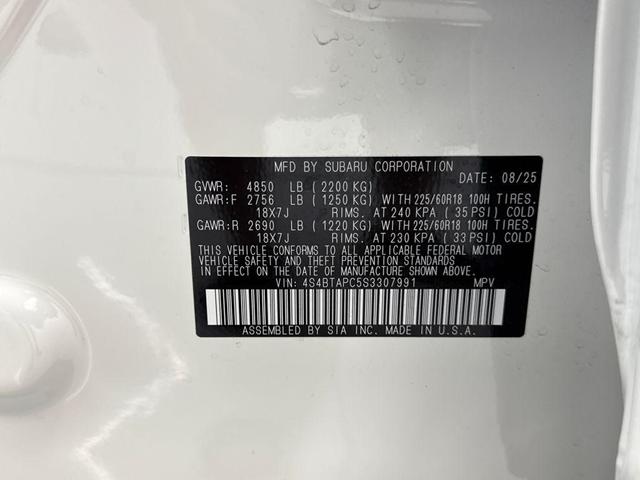 MFD BY SUBARU CORPORATION
GVWR: 4850 LB ( 2200 KG) DATE 08/25
GAWR:F 2756 LB ( 1250 KG) WITH 225/60R18 100H TIRES.
18X7J RIMS. AT 240 KPA ( 35 PSI) COLD
GAWR:R 2690 LB ( 1220 KG) WITH 225/60R18 100H TIRES.
18X7J RIMS. AT 230 KPA ( 33 PSI) COLD
THIS VEHICLE CONFORMS TO ALL APPLICABLE FEDERAL MOTOR
VEHICLE SAFETY AND THEFT PREVENTION STANDARDS
IN EFFECT ON THE DATE OF MANUFACTURE SHOWN ABOVE.
VIN: 4S4BTAPC5S3307991 MPV
ASSEMBLED BY SIA INC. MADE IN U.S.A.